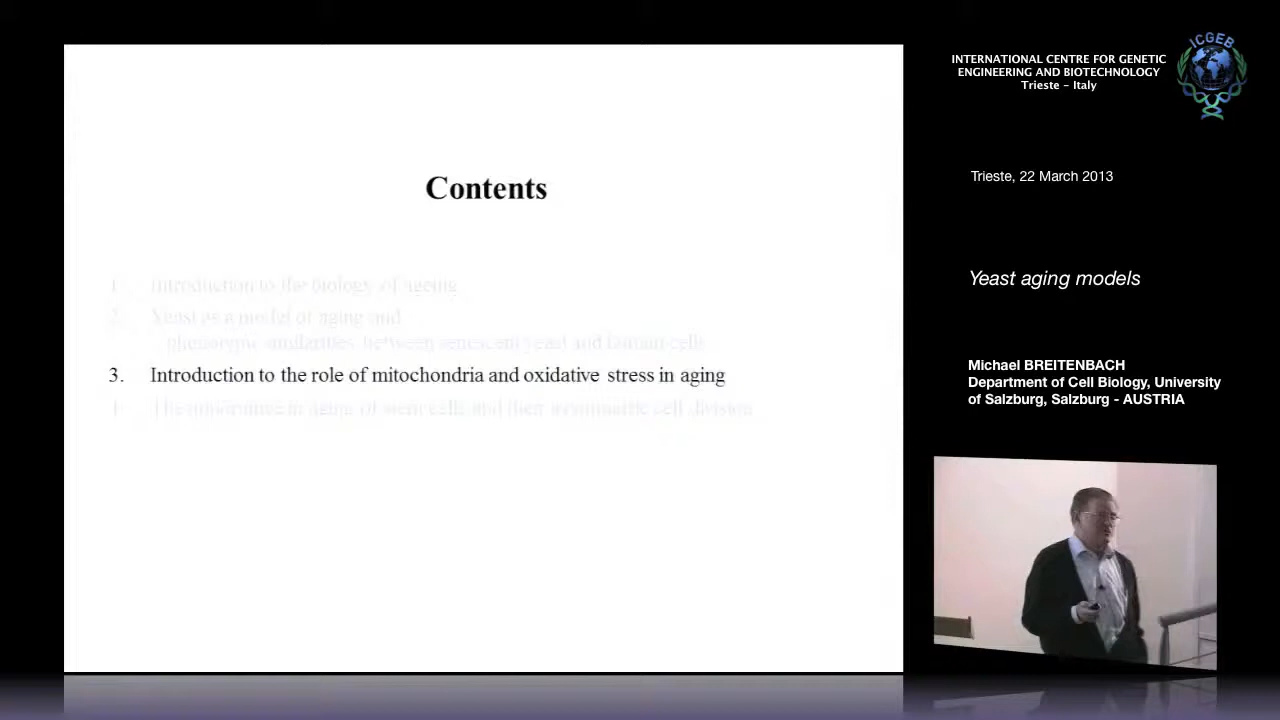 Contents
1. Introduction to the biology of ageing
2. Yeast as a model of aging and
phenotypic similarities between senescent yeast and human cells
3. Introduction to the role of mitochondria and oxidative stress in aging
in aging of stem cells and their asymmetric cell division
ICGEB
INTERNATIONAL CENTRE FOR GENETIC
ENGINEERING AND BIOTECHNOLOGY
Trieste - Italy
Trieste, 22 March 2013
Yeast aging models
Michael BREITENBACH
Department of Cell Biology, University
of Salzburg, Salzburg - AUSTRIA